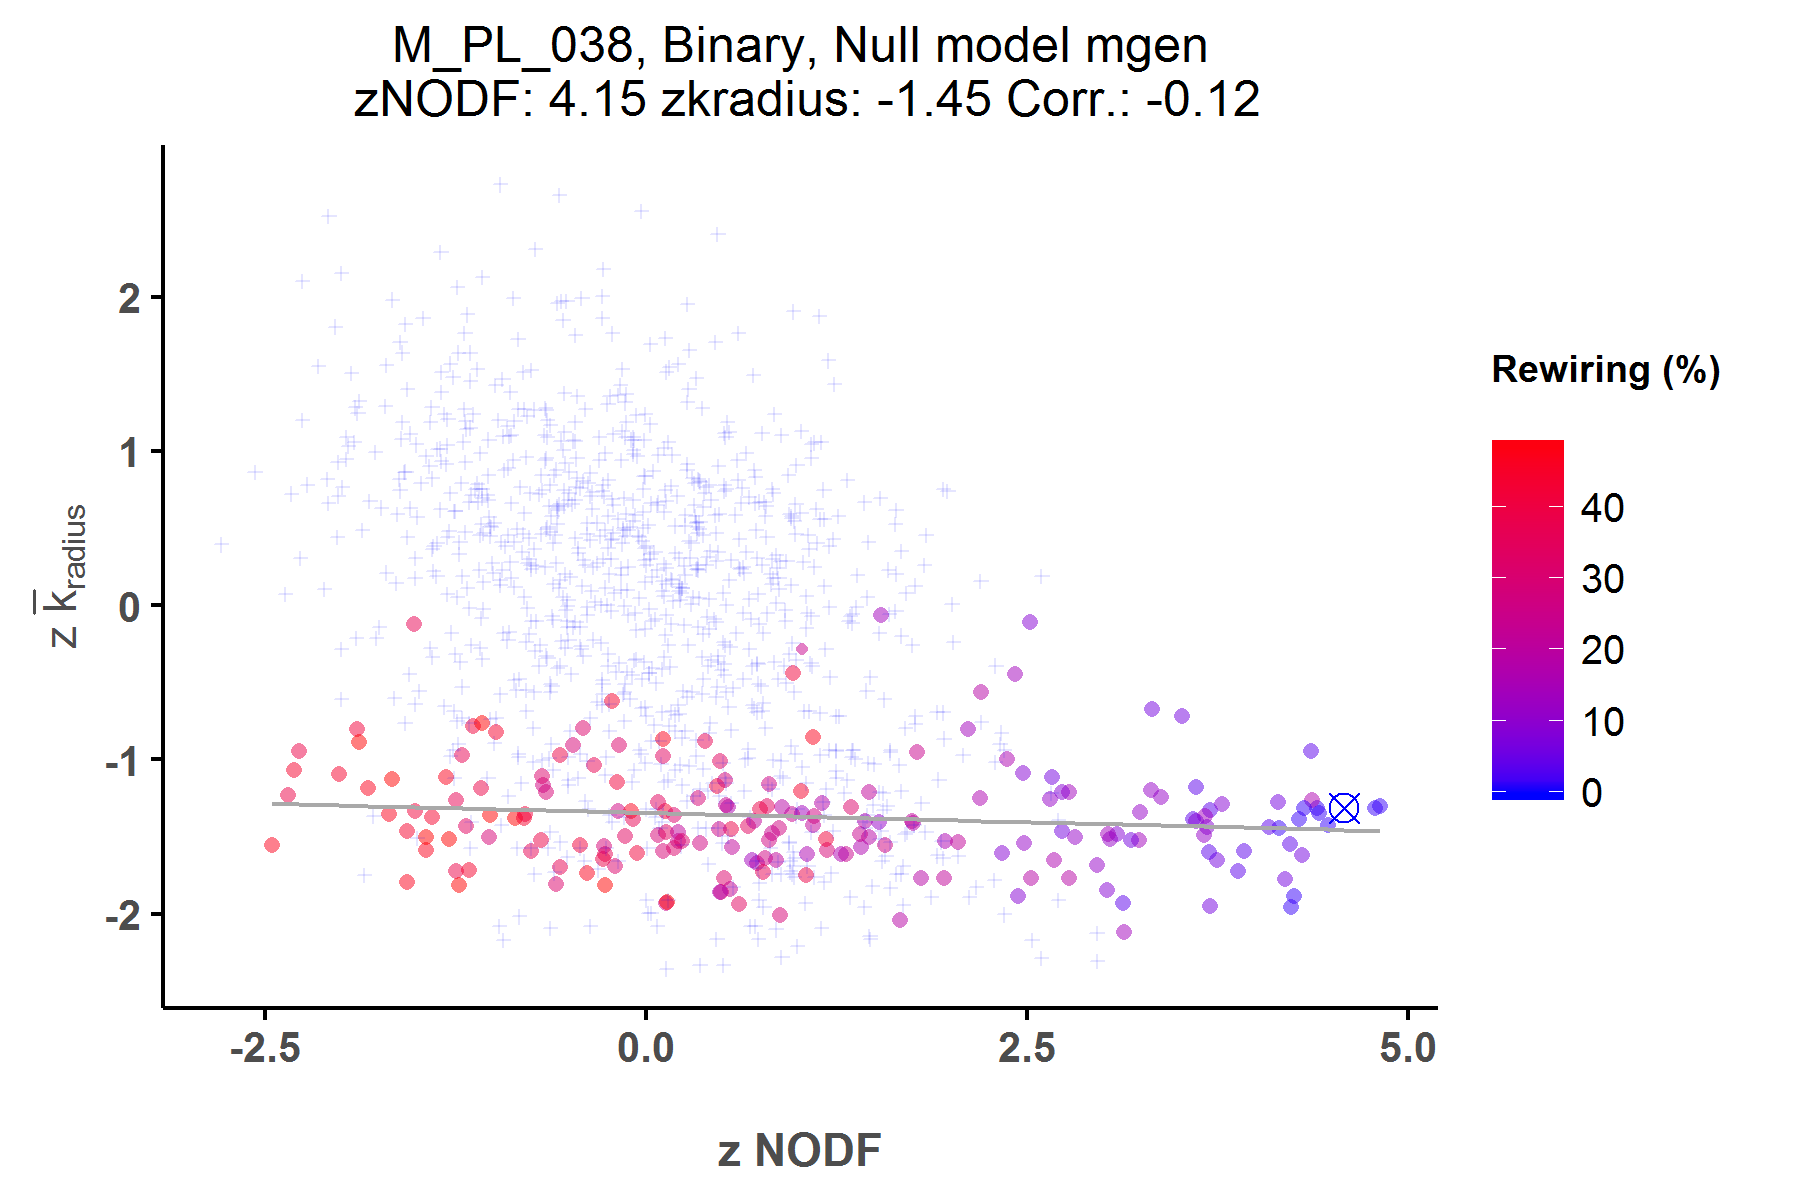 M_PL_038, Binary, Null model mgen
zNODF: 4.15 zkradius: -1.45 Corr.: -0.12
2
1
0
-1
-2
z k̅radius
-2.5 0.0 2.5 5.0
z NODF
Rewiring (%)
40
30
20
10
0